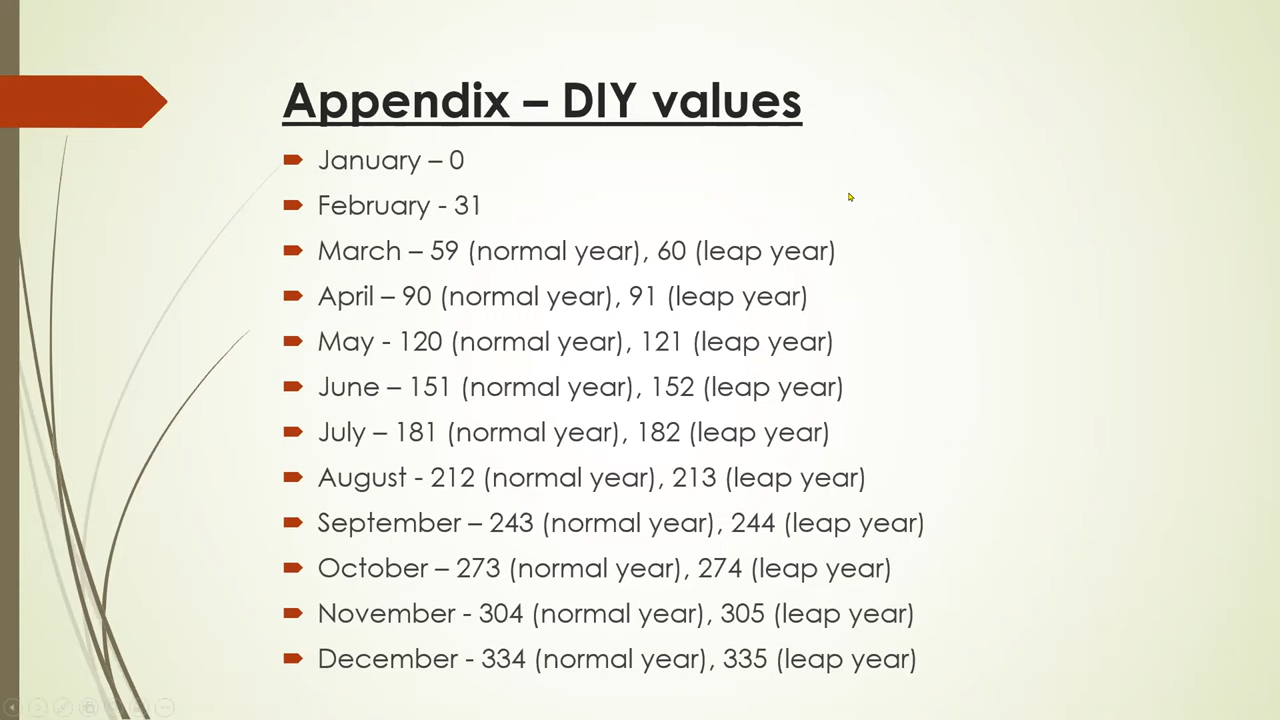 Appendix – DIY values
January – 0
February - 31
March – 59 (normal year), 60 (leap year)
April – 90 (normal year), 91 (leap year)
May - 120 (normal year), 121 (leap year)
June – 151 (normal year), 152 (leap year)
July – 181 (normal year), 182 (leap year)
August - 212 (normal year), 213 (leap year)
September – 243 (normal year), 244 (leap year)
October – 273 (normal year), 274 (leap year)
November - 304 (normal year), 305 (leap year)
December - 334 (normal year), 335 (leap year)